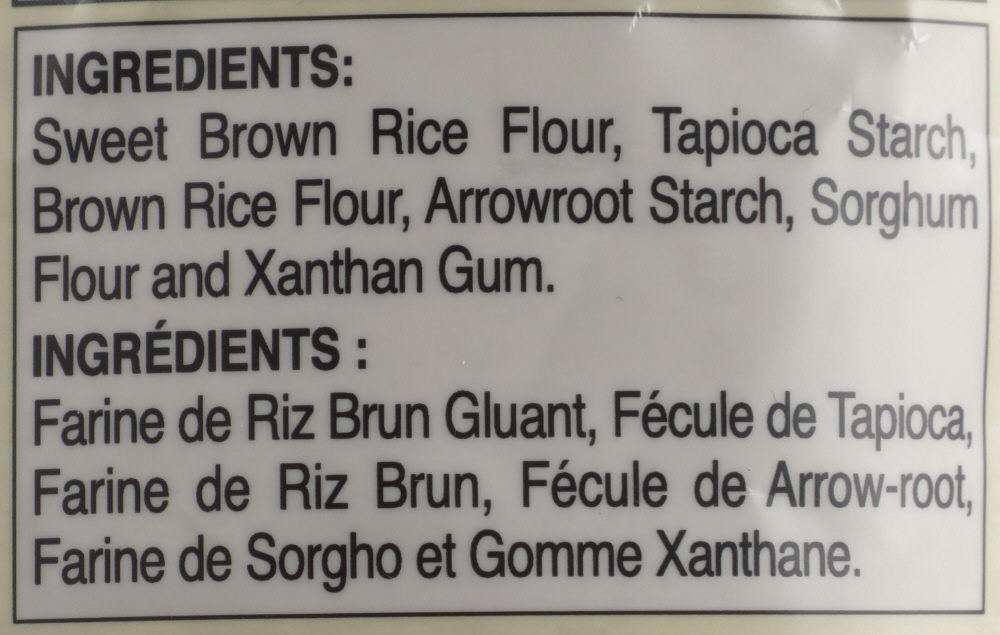 INGREDIENTS:
Sweet Brown Rice Flour, Tapioca Starch,
Brown Rice Flour, Arrowroot Starch, Sorghum
Flour and Xanthan Gum.
INGRÉDIENTS :
Farine de Riz Brun Gluant, Fécule de Tapioca,
Farine de Riz Brun, Fécule de Arrow-root,
Farine de Sorgho et Gomme Xanthane.